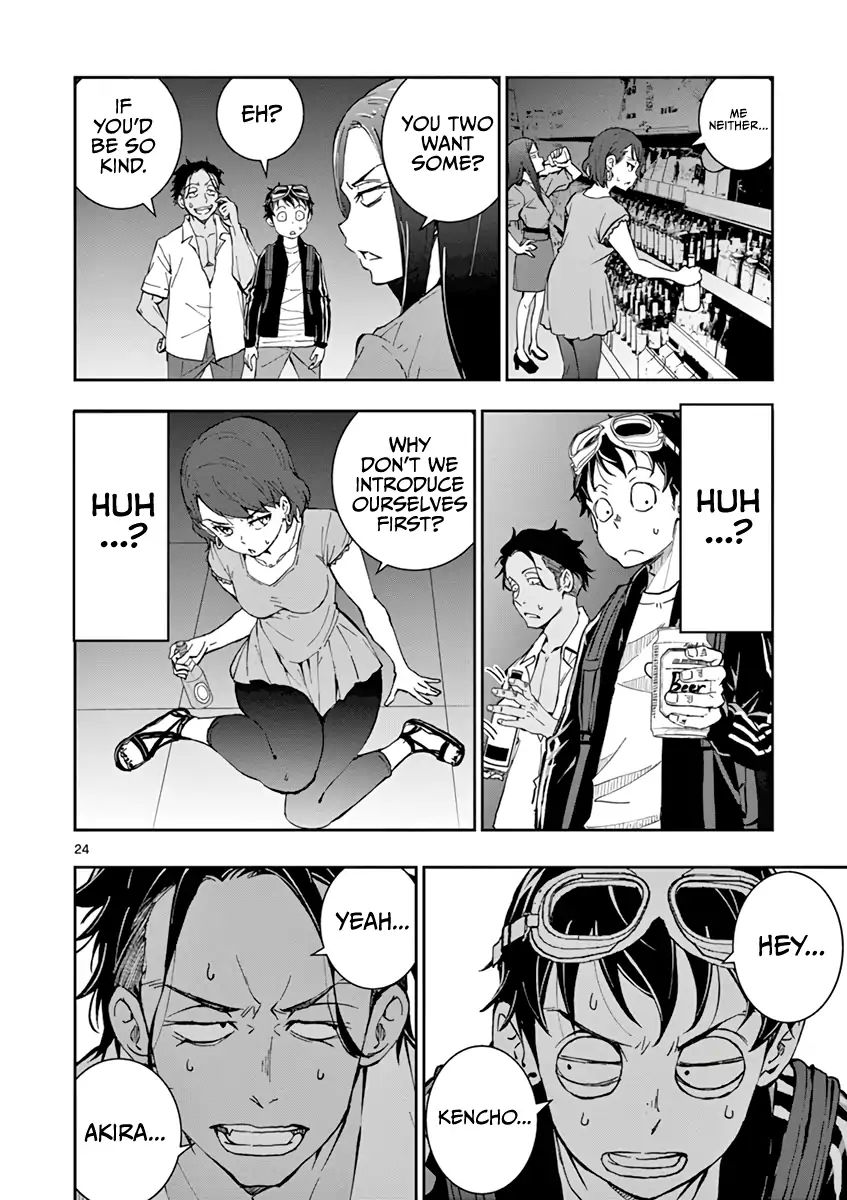 ME
NEITHER...
YOU TWO
WANT
SOME?
EH?
IF
YOU'D
BE SO
KIND.
HUH
...?
Beer
WHY
DON'T WE
INTRODUCE
OURSELVES
FIRST?
HUH
...?
24
HEY...
KENCHO...
YEAH...
AKIRA...